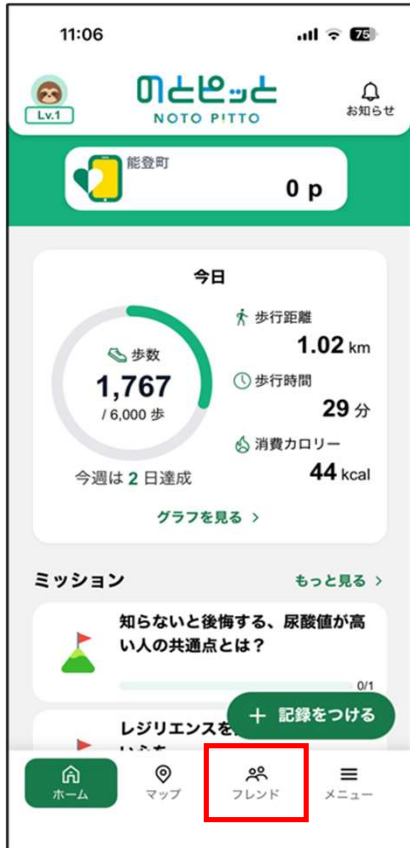 11:06
75
のとピっと
NOTO PITTO
Lv.1
お知らせ
能登町
0 p
今日
歩数
1,767
/ 6,000 歩
今週は 2 日達成
歩行距離
1.02 km
歩行時間
29 分
消費カロリー
44 kcal
グラフを見る >
ミッション
もっと見る >
知らないと後悔する、尿酸値が高
い人の共通点とは？
0/1
レジリエンスを
＋ 記録をつける
ホーム
マップ
フレンド
メニュー